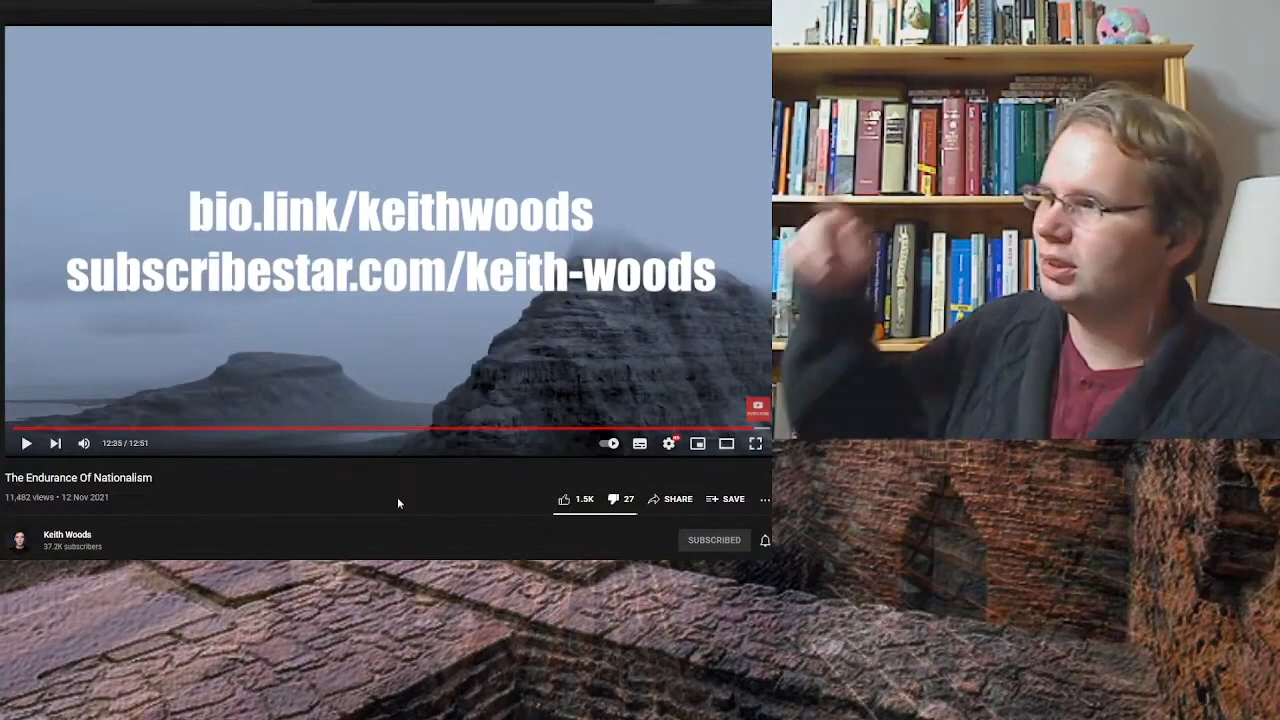 bio.link/keithwoods
subscribestar.com/keith-woods
SUBSCRIBE
12:35 / 12:51
The Endurance Of Nationalism
11,482 views • 12 Nov 2021
1.5K
27
SHARE
SAVE
Keith Woods
37.2K subscribers
SUBSCRIBED